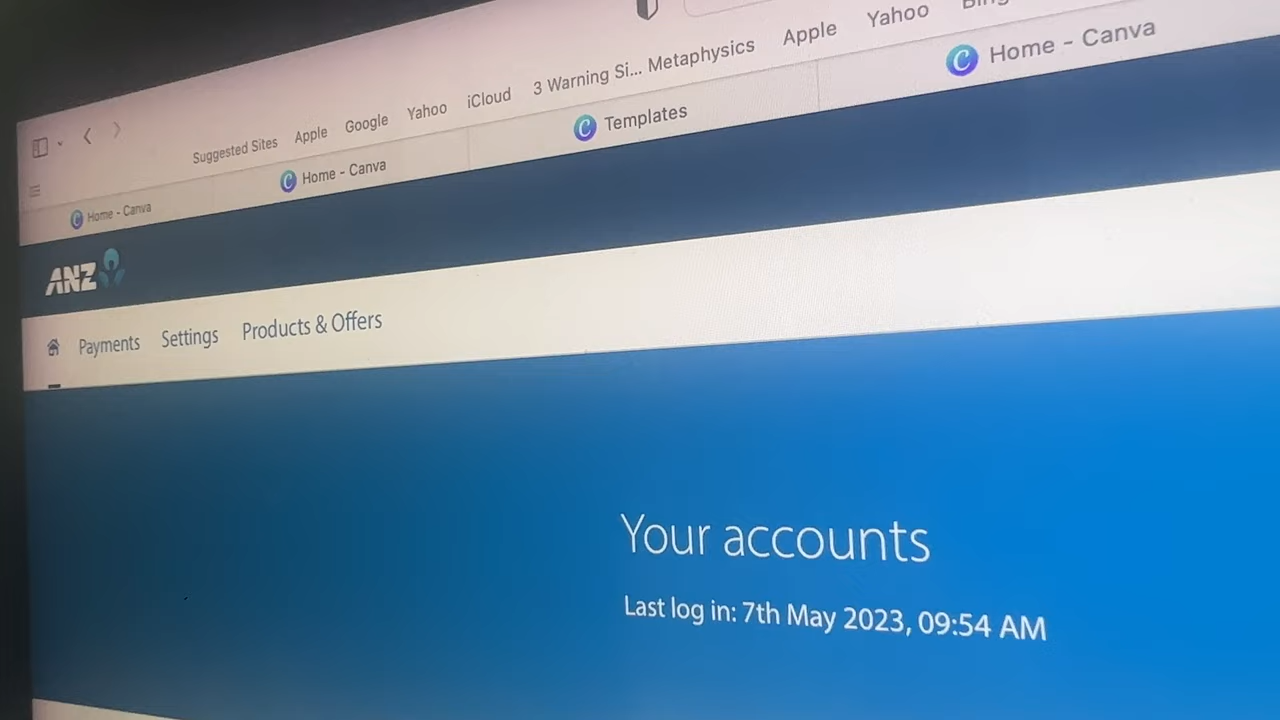 Suggested Sites Apple Google Yahoo iCloud 3 Warning Si... Metaphysics Apple Yahoo
Home - Canva Home - Canva Templates Home - Canva
ANZ
Payments Settings Products & Offers
Your accounts
Last log in: 7th May 2023, 09:54 AM